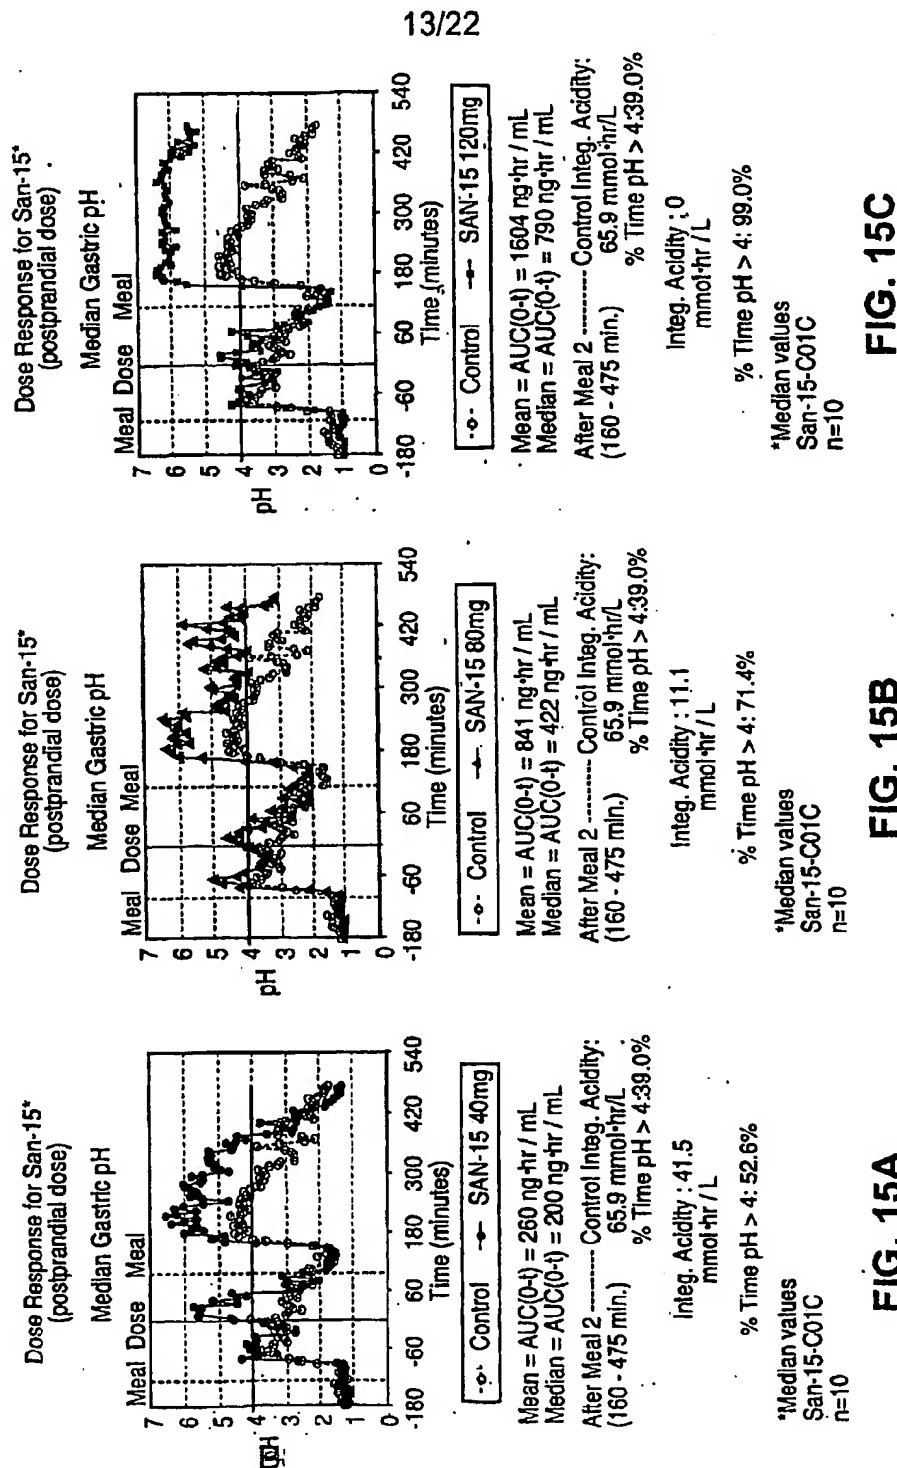 13/22
Dose Response for San-15*
(postprandial dose)
Median Gastric pH
Meal Dose Meal
7
6
5
4
3
2
1
0
pH
-180 -60 60 180 300 420 540
Time (minutes)
Control SAN-15 40mg
Mean = AUC(0-t) = 260 ng·hr / mL
Median = AUC(0-t) = 200 ng·hr / mL
After Meal 2 -------- Control Integ. Acidity:
(160 - 475 min.) 65.9 mmol·hr/L
% Time pH > 4:39.0%
Integ. Acidity : 41.5
mmol·hr / L
% Time pH > 4: 52.6%
*Median values
San-15-C01C
n=10
FIG. 15A
Dose Response for San-15*
(postprandial dose)
Median Gastric pH
Meal Dose Meal
7
6
5
4
3
2
1
0
pH
-180 -60 60 180 300 420 540
Time (minutes)
Control SAN-15 80mg
Mean = AUC(0-t) = 841 ng·hr / mL
Median = AUC(0-t) = 422 ng·hr / mL
After Meal 2 -------- Control Integ. Acidity:
(160 - 475 min.) 65.9 mmol·hr/L
% Time pH > 4:39.0%
Integ. Acidity : 11.1
mmol·hr / L
% Time pH > 4: 71.4%
*Median values
San-15-C01C
n=10
FIG. 15B
Dose Response for San-15*
(postprandial dose)
Median Gastric pH
Meal Dose Meal
7
6
5
4
3
2
1
0
pH
-180 -60 60 180 300 420 540
Time (minutes)
Control SAN-15 120mg
Mean = AUC(0-t) = 1604 ng·hr / mL
Median = AUC(0-t) = 790 ng·hr / mL
After Meal 2 -------- Control Integ. Acidity:
(160 - 475 min.) 65.9 mmol·hr/L
% Time pH > 4:39.0%
Integ. Acidity : 0
mmol·hr / L
% Time pH > 4: 99.0%
*Median values
San-15-C01C
n=10
FIG. 15C